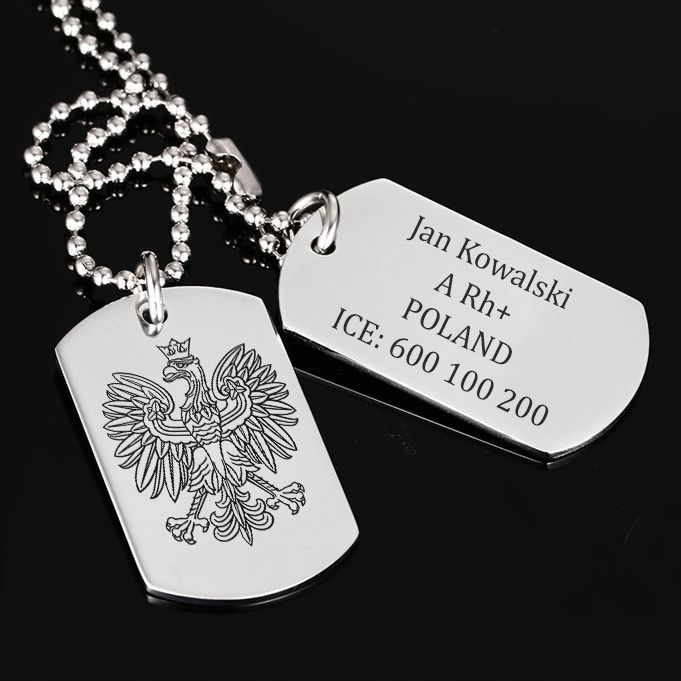 Jan Kowalski
A Rh+
POLAND
ICE: 600 100 200